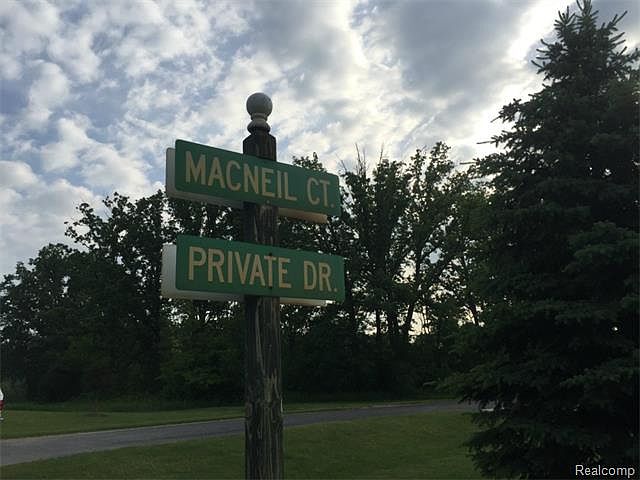 MACNEIL CT.
PRIVATE DR.
Realcomp